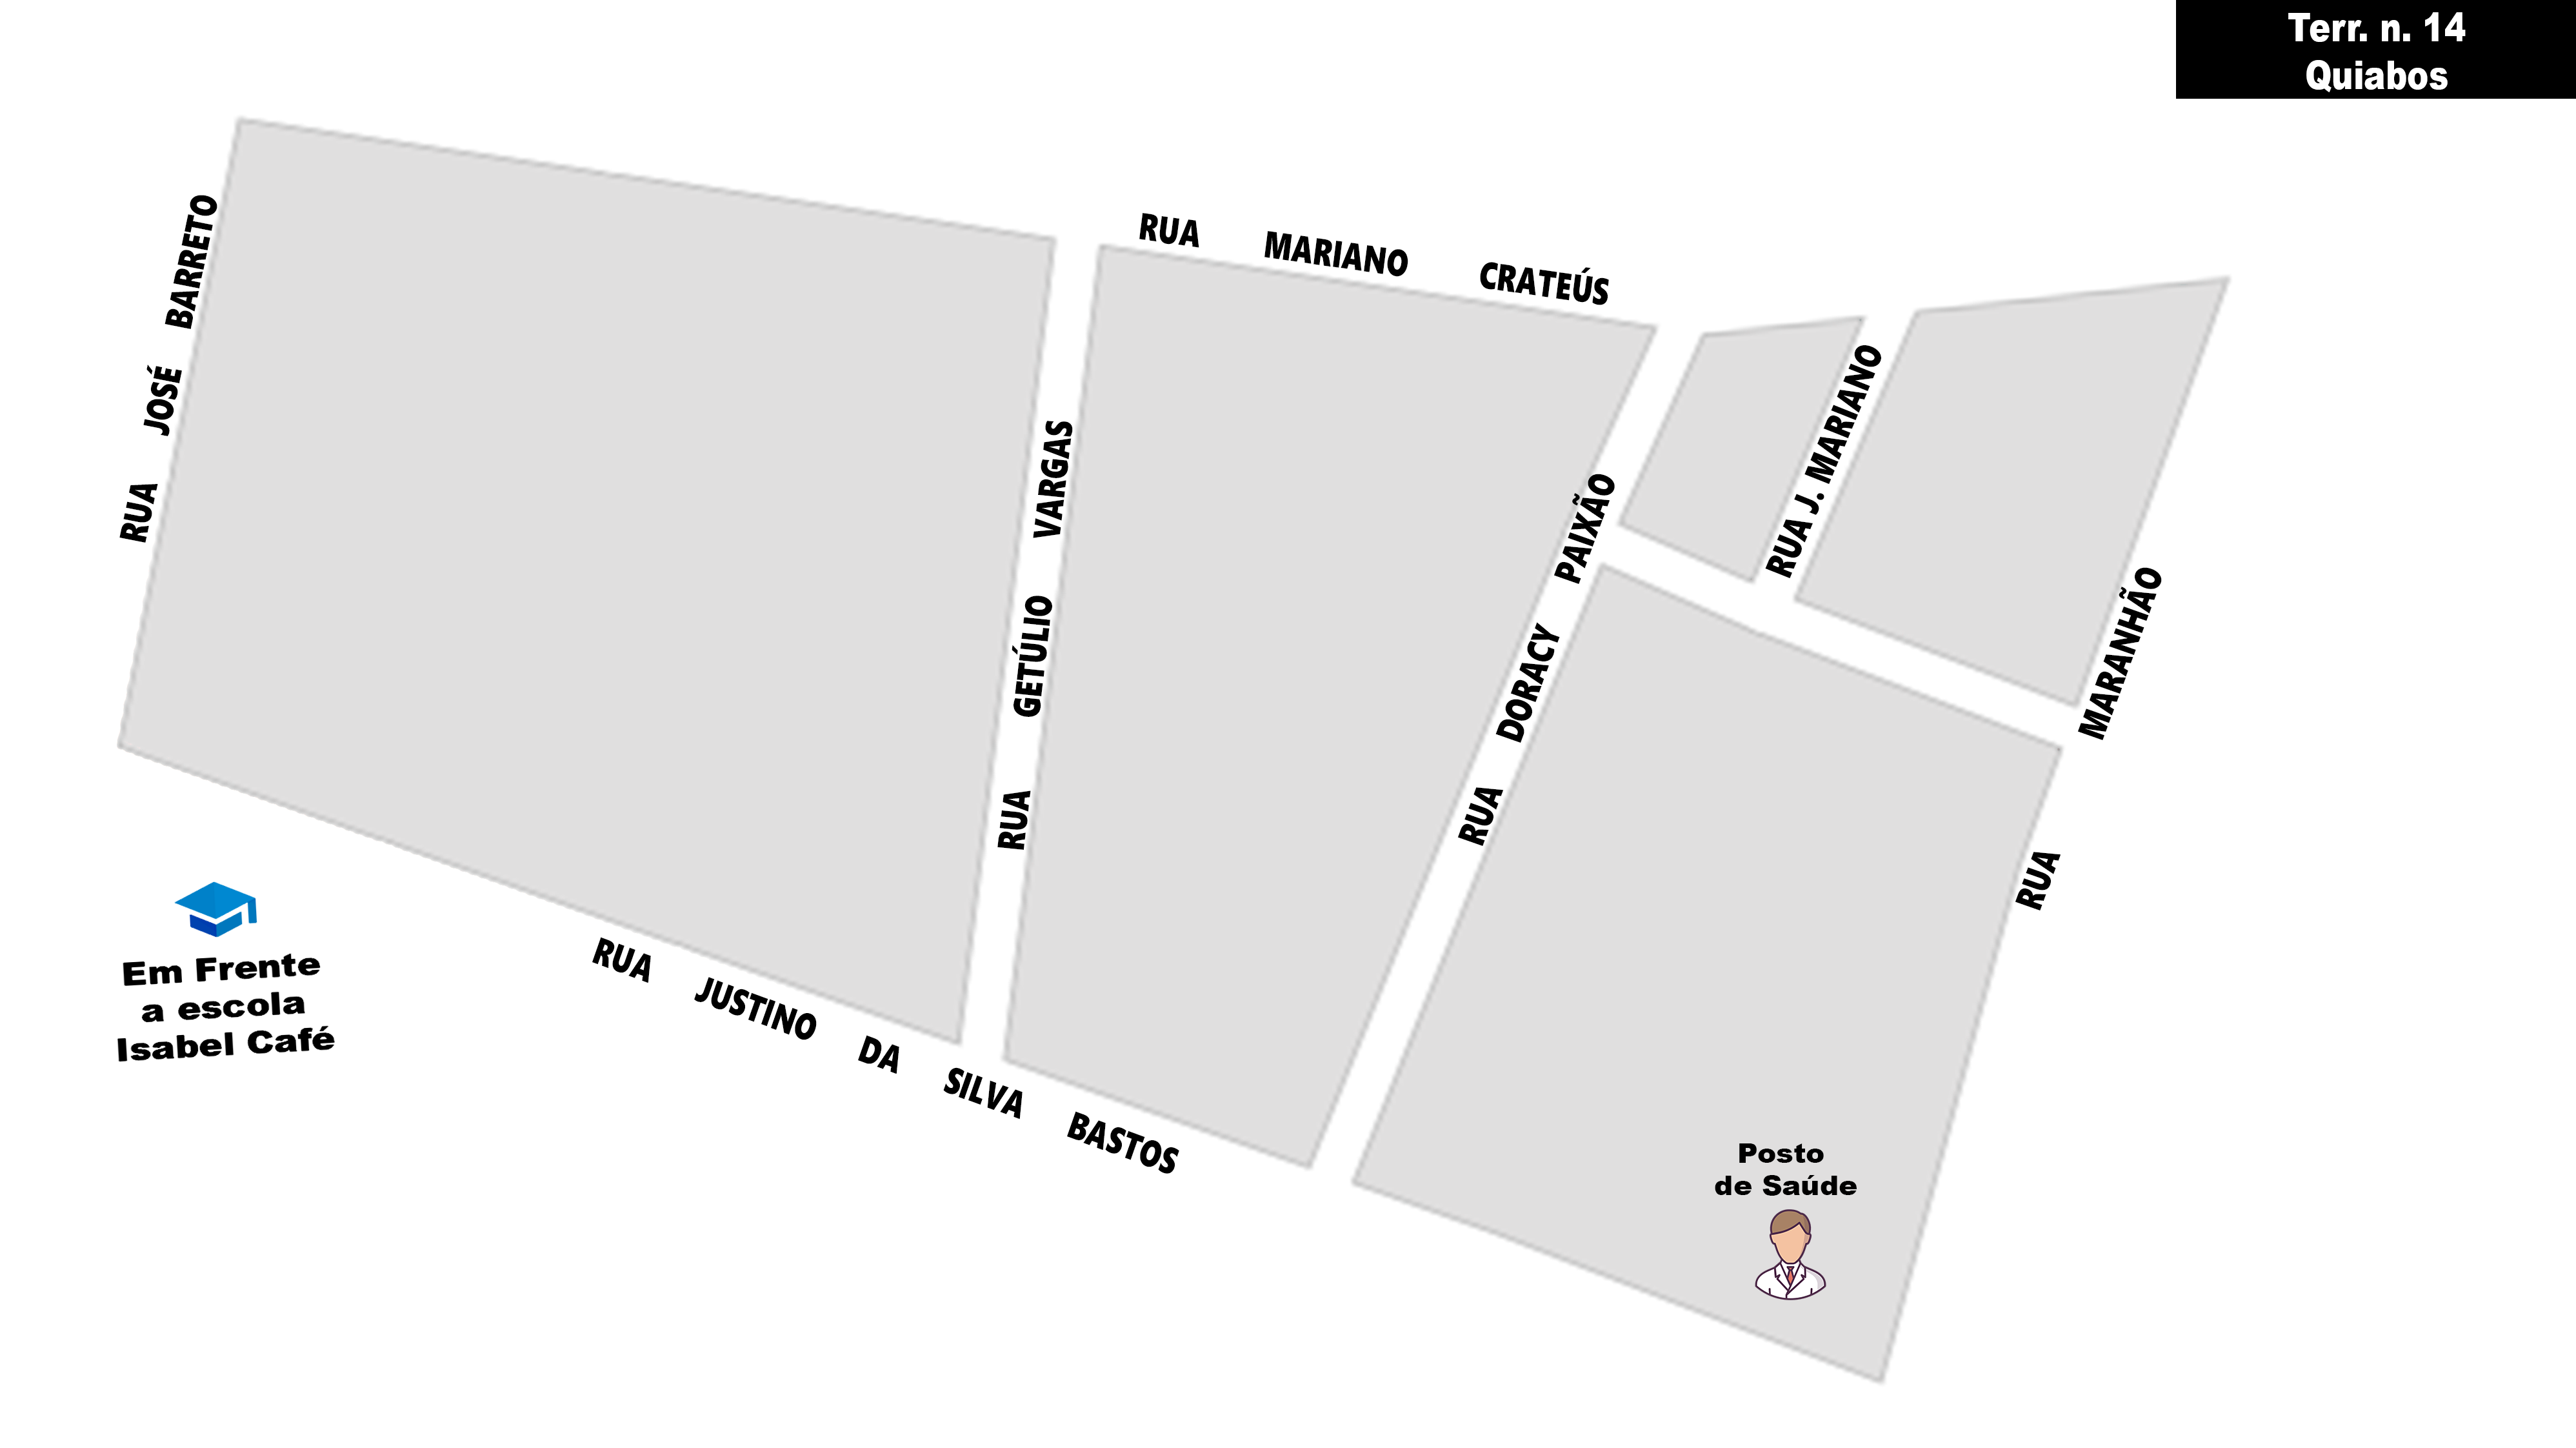 Terr. n. 14
Quiabos
RUA JOSÉ BARRETO
RUA MARIANO CRATEÚS
RUA GETÚLIO VARGAS
RUA DORACY PAIXÃO
RUA J. MARIANO
RUA MARANHÃO
RUA JUSTINO DA SILVA BASTOS
Em Frente
a escola
Isabel Café
Posto
de Saúde